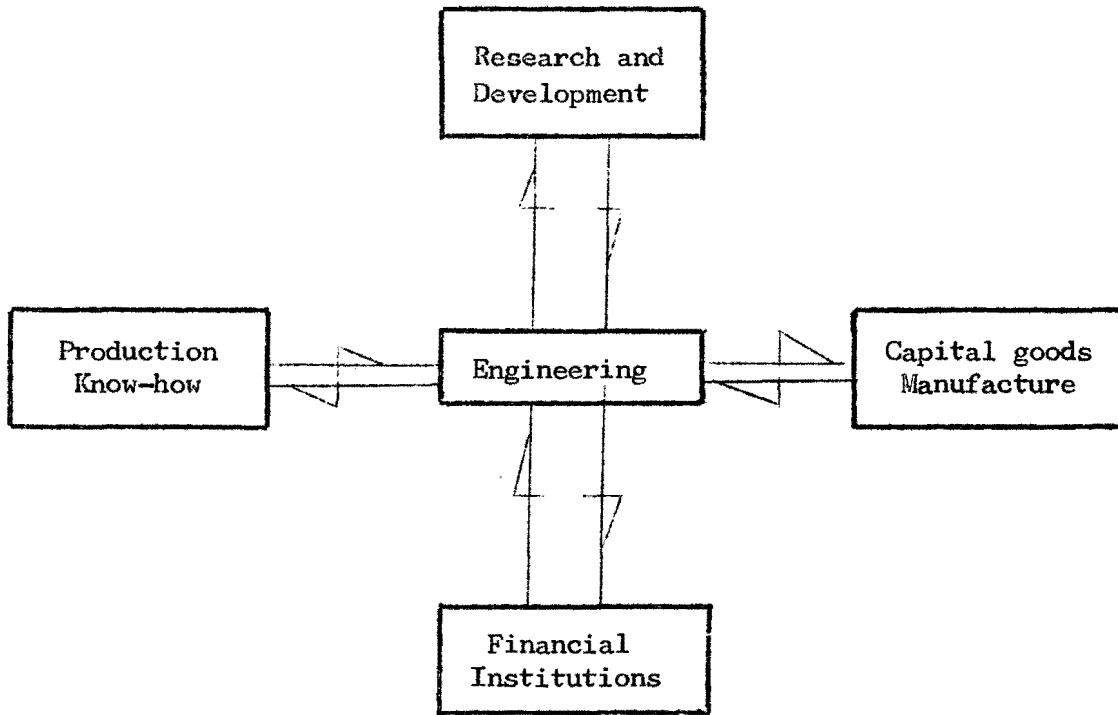 Research and
Development
Production
Know-how
Engineering
Capital goods
Manufacture
Financial
Institutions